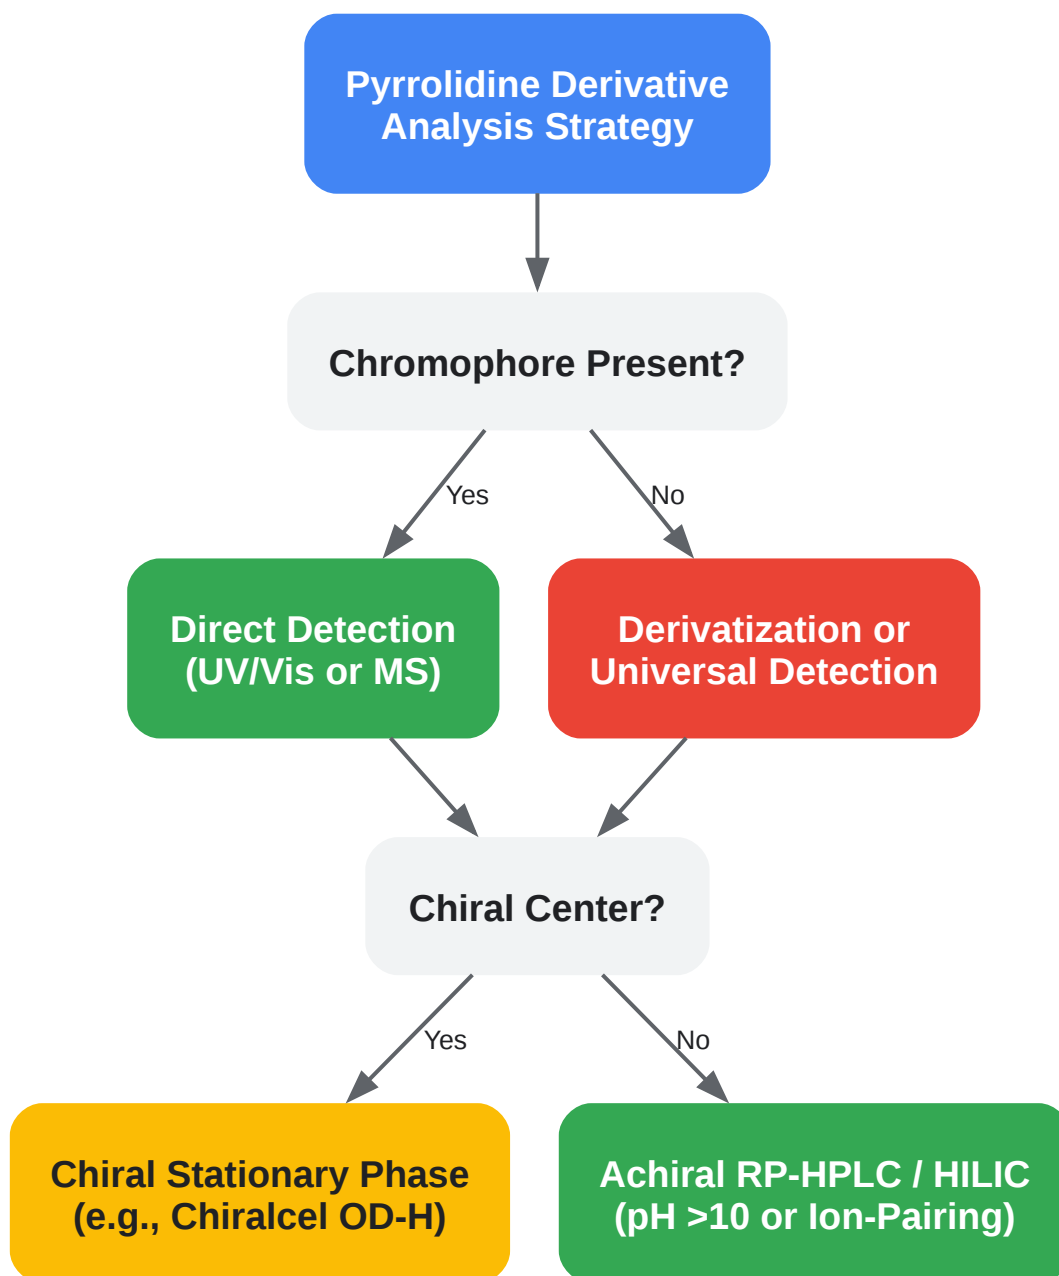 Pyrrolidine Derivative
Analysis Strategy
Chromophore Present?
Yes
No
Direct Detection
(UV/Vis or MS)
Derivatization or
Universal Detection
Chiral Center?
Yes
No
Chiral Stationary Phase
(e.g., Chiralcel OD-H)
Achiral RP-HPLC / HILIC
(pH >10 or Ion-Pairing)